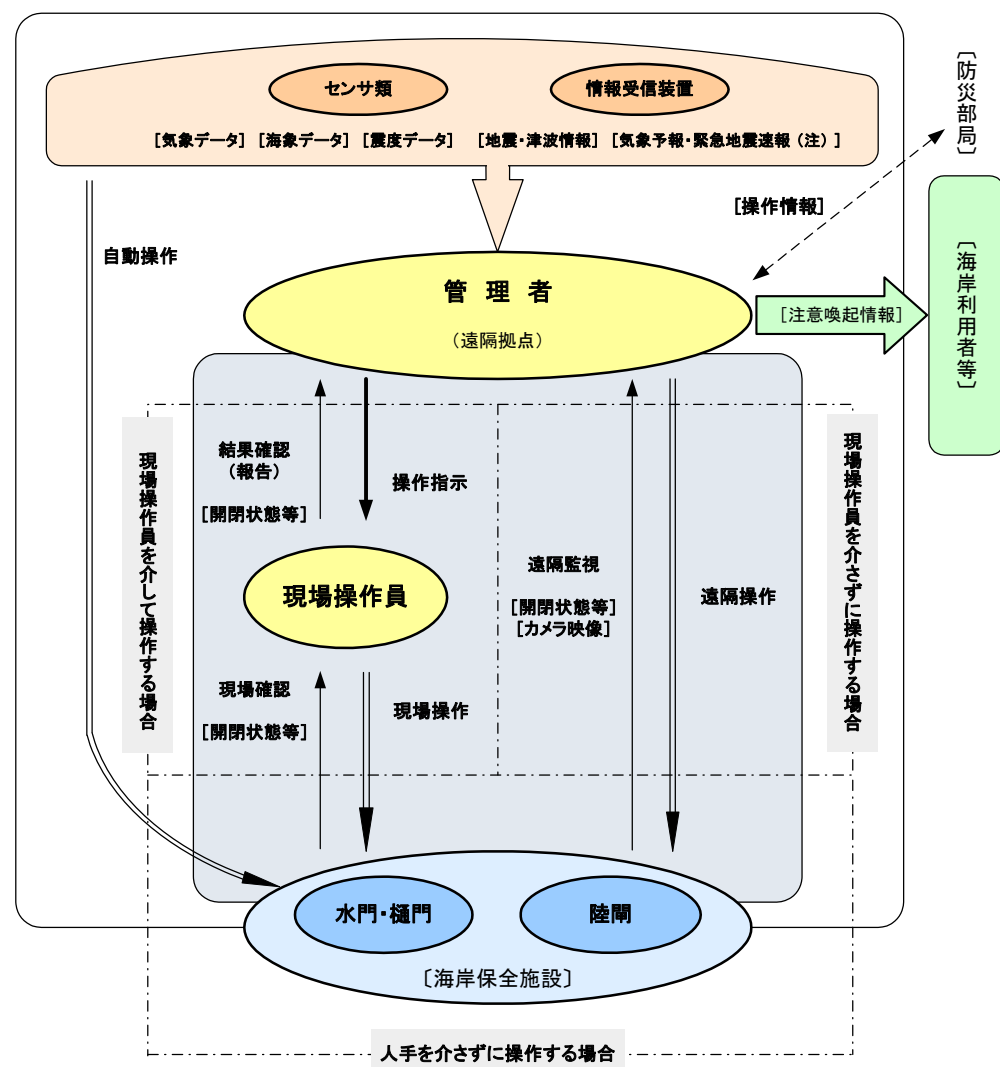 センサ類
情報受信装置
[気象データ] [海象データ] [震度データ]
[地震・津波情報] [気象予報・緊急地震速報（注）]
〔防災部局〕
[操作情報]
自動操作
管 理 者
（遠隔拠点）
[注意喚起情報]
〔海岸利用者等〕
現場操作員を介して操作する場合
結果確認
（報告）
[開閉状態等]
操作指示
現場操作員
現場確認
[開閉状態等]
現場操作
遠隔監視
[開閉状態等]
[カメラ映像]
遠隔操作
現場操作員を介さずに操作する場合
水門・樋門
陸閘
〔海岸保全施設〕
人手を介さずに操作する場合